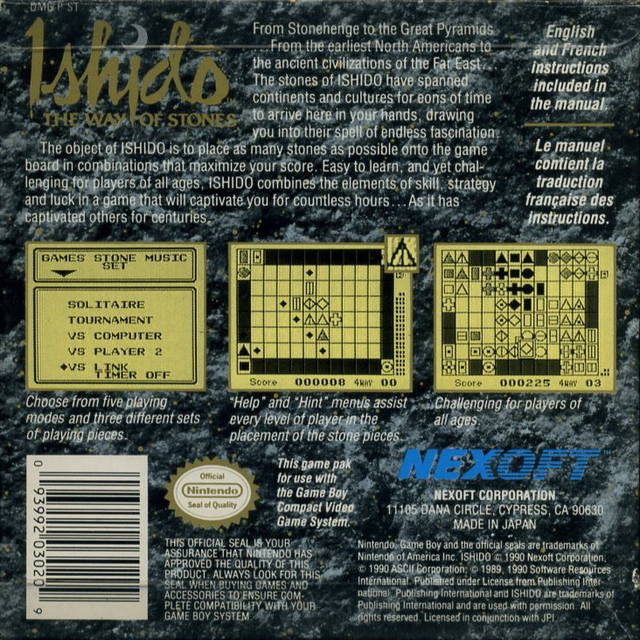 DMG P ST
Ishido
THE WAY OF STONES
From Stonehenge to the Great Pyramids
. . . From the earliest North Americans to
the ancient civilizations of the Far East . . .
The stones of ISHIDO have spanned
continents and cultures for eons of time
to arrive here in your hands, drawing
you into their spell of endless fascination.
The object of ISHIDO is to place as many stones as possible onto the game
board in combinations that maximize your score. Easy to learn, and yet chal-
lenging for players of all ages, ISHIDO combines the elements of skill, strategy
and luck in a game that will captivate you for countless hours . . . As it has
captivated others for centuries.
English
and French
instructions
included in
the manual.
Le manuel
contient la
traduction
française des
instructions.
GAMES STONE MUSIC
SET
SOLITAIRE
TOURNAMENT
VS COMPUTER
VS PLAYER 2
VS LINK
TIMER OFF
Score 000008 4WAY 00
Score 000225 4WAY 03
Choose from five playing
modes and three different sets
of playing pieces.
"Help" and "Hint" menus assist
every level of player in the
placement of the stone pieces.
Challenging for players of
all ages.
0 93992 03020 9
Official
Nintendo
Seal of Quality
This game pak
for use with
the Game Boy
Compact Video
Game System.
NEXOFT
NEXOFT CORPORATION
11105 DANA CIRCLE, CYPRESS, CA 90630
MADE IN JAPAN
THIS OFFICIAL SEAL IS YOUR
ASSURANCE THAT NINTENDO HAS
APPROVED THE QUALITY OF THIS
PRODUCT. ALWAYS LOOK FOR THIS
SEAL WHEN BUYING GAMES AND
ACCESSORIES TO ENSURE COM-
PLETE COMPATIBILITY WITH YOUR
GAME BOY SYSTEM
Nintendo, Game Boy and the official seals are trademarks of
Nintendo of America Inc. ISHIDO © 1990 Nexoft Corporation,
© 1990 ASCII Corporation; © 1989, 1990 Software Resources
International. Published under License from Publishing Inter-
national. Publishing International and ISHIDO are trademarks of
Publishing International and are used with permission. All
rights reserved. Licensed in conjunction with JPI.